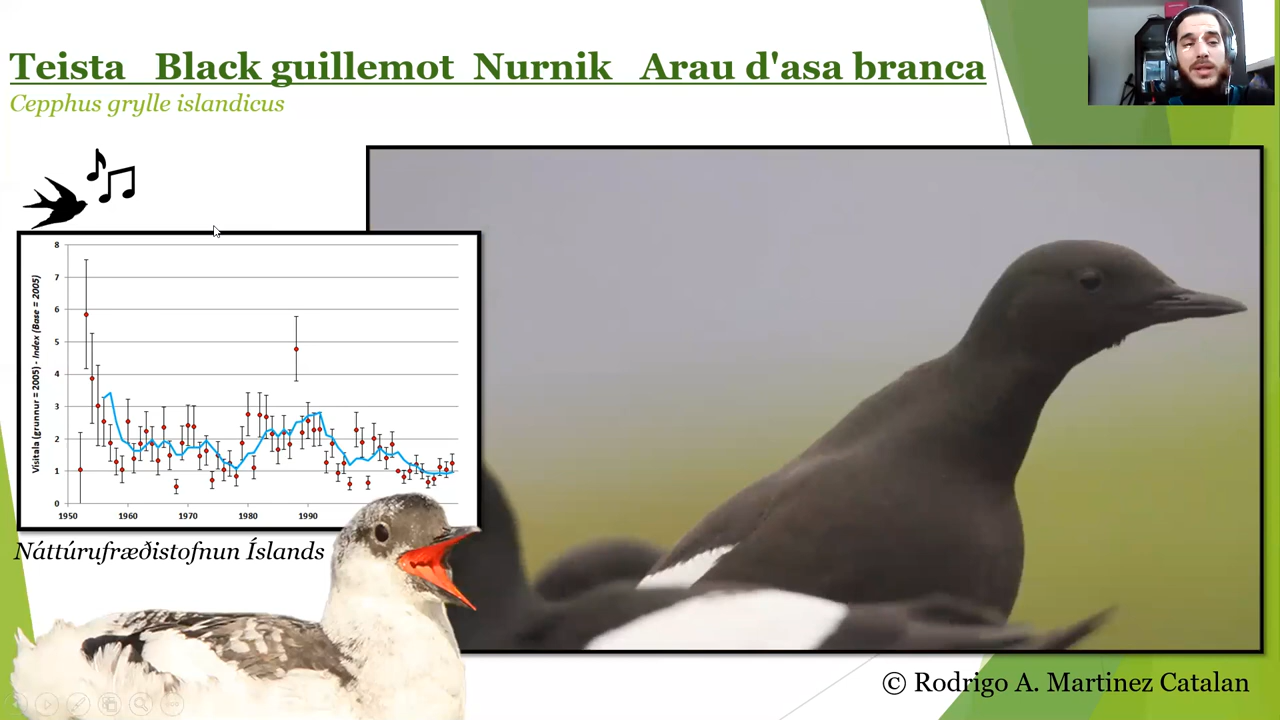 Teista Black guillemot Nurnik Arau d'asa branca
Cepphus grylle islandicus
Vísitala (grunnur = 2005) - Index (Base = 2005)
8
7
6
5
4
3
2
1
0
1950 1960 1970 1980 1990
Náttúrufræðistofnun Íslands
© Rodrigo A. Martinez Catalan